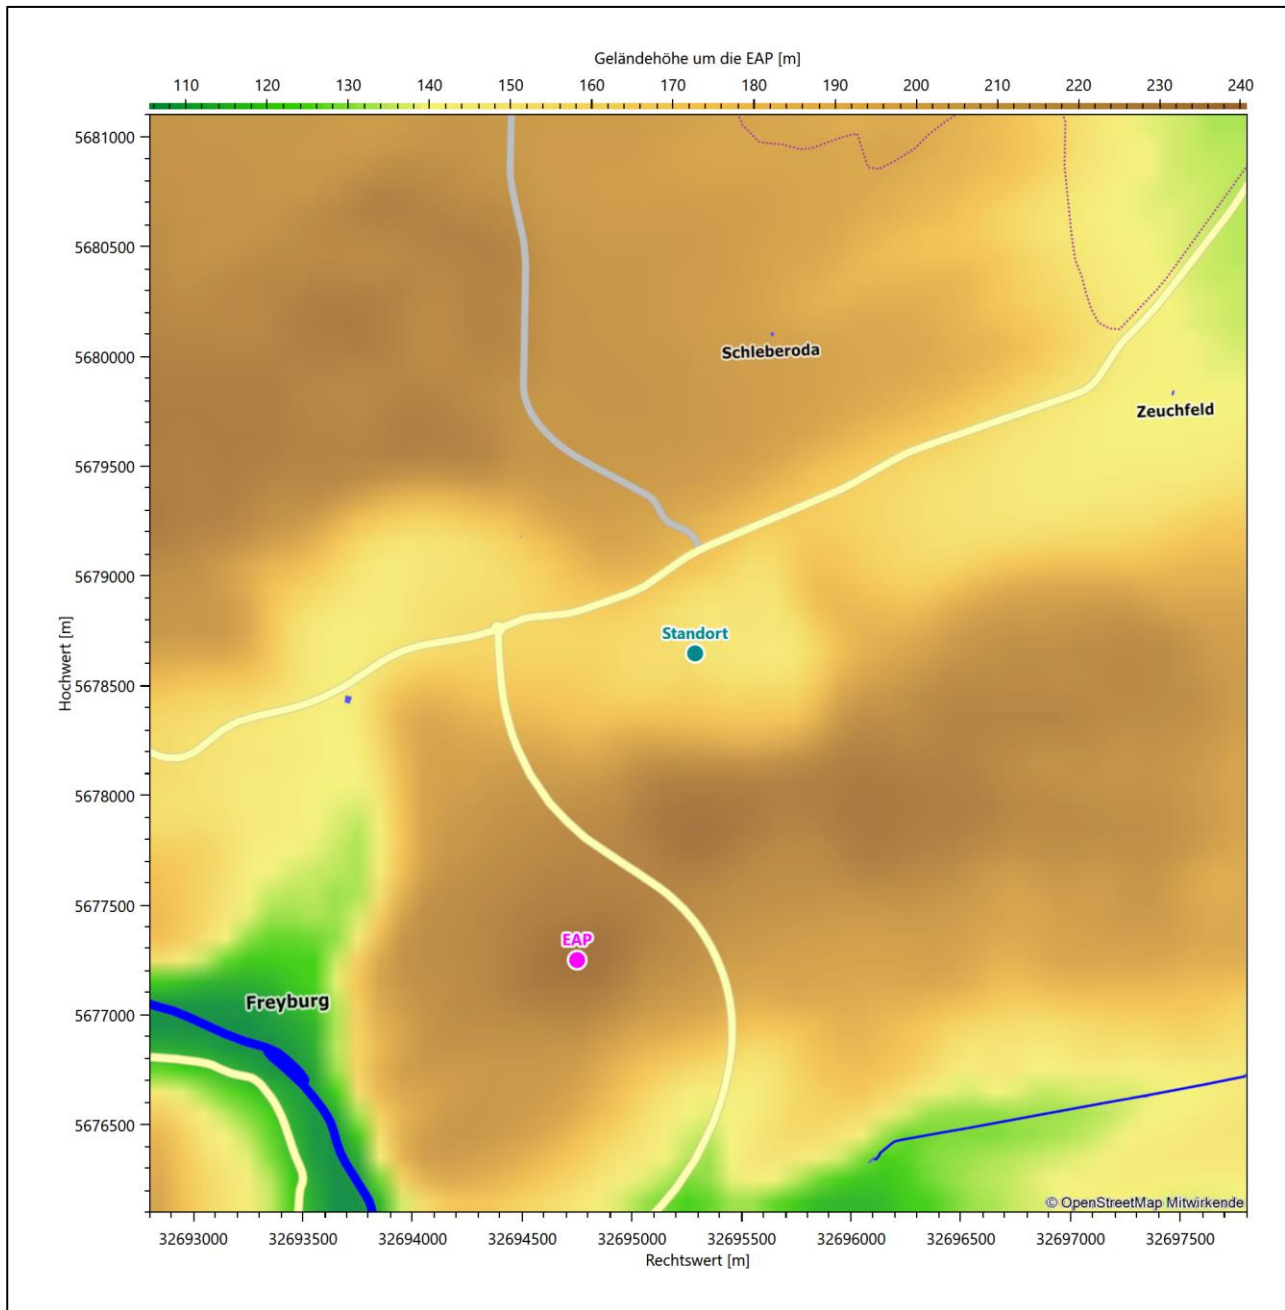 Geländehöhe um die EAP [m]
110 120 130 140 150 160 170 180 190 200 210 220 230 240
5681000
5680500
5680000
Schleberoda
Zeuchfeld
5679500
5679000
Standort
Hochwert [m]
5678500
5678000
5677500
EAP
Freyburg
5677000
5676500
© OpenStreetMap Mitwirkende
32693000 32693500 32694000 32694500 32695000 32695500 32696000 32696500 32697000 32697500
Rechtswert [m]